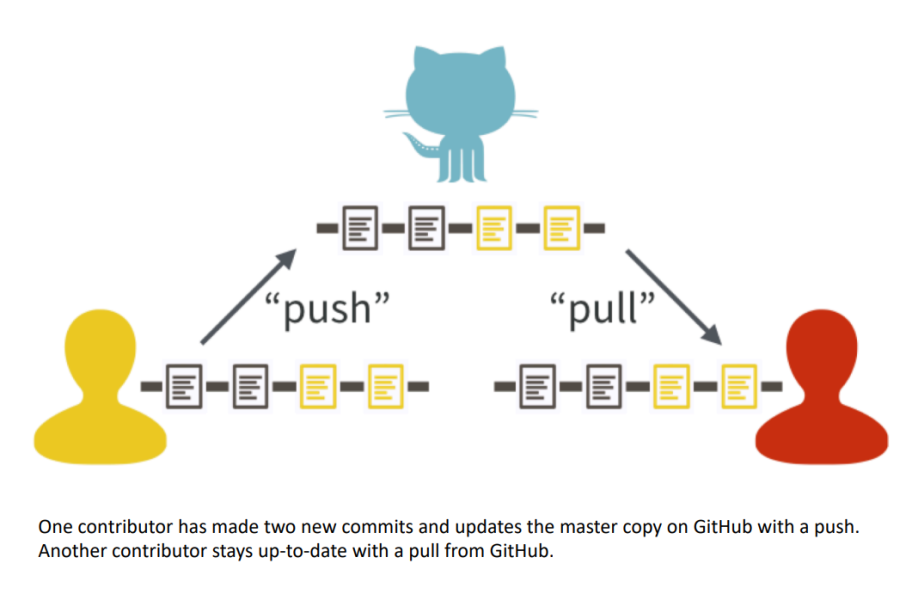 “push”
“pull”
One contributor has made two new commits and updates the master copy on GitHub with a push.
Another contributor stays up-to-date with a pull from GitHub.